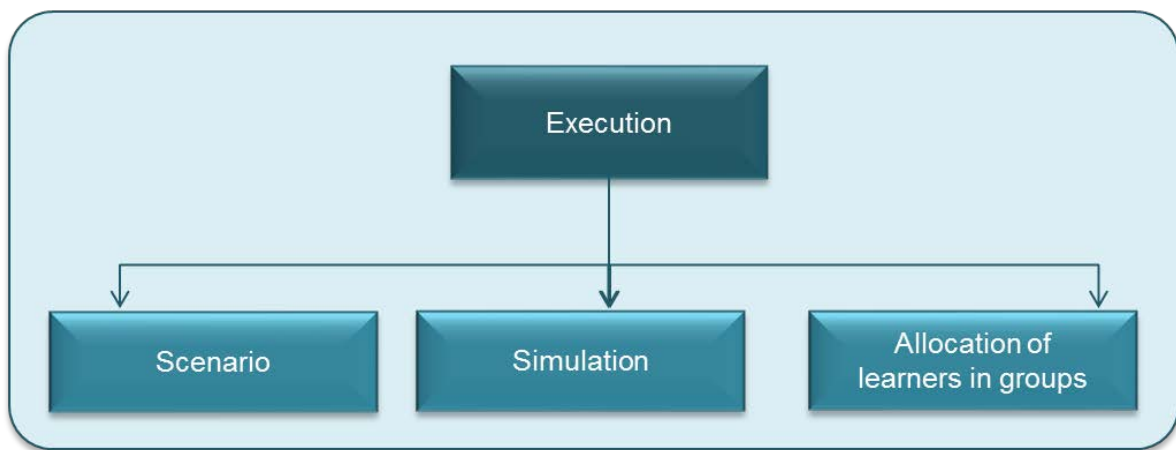 Execution
Scenario
Simulation
Allocation of
learners in groups